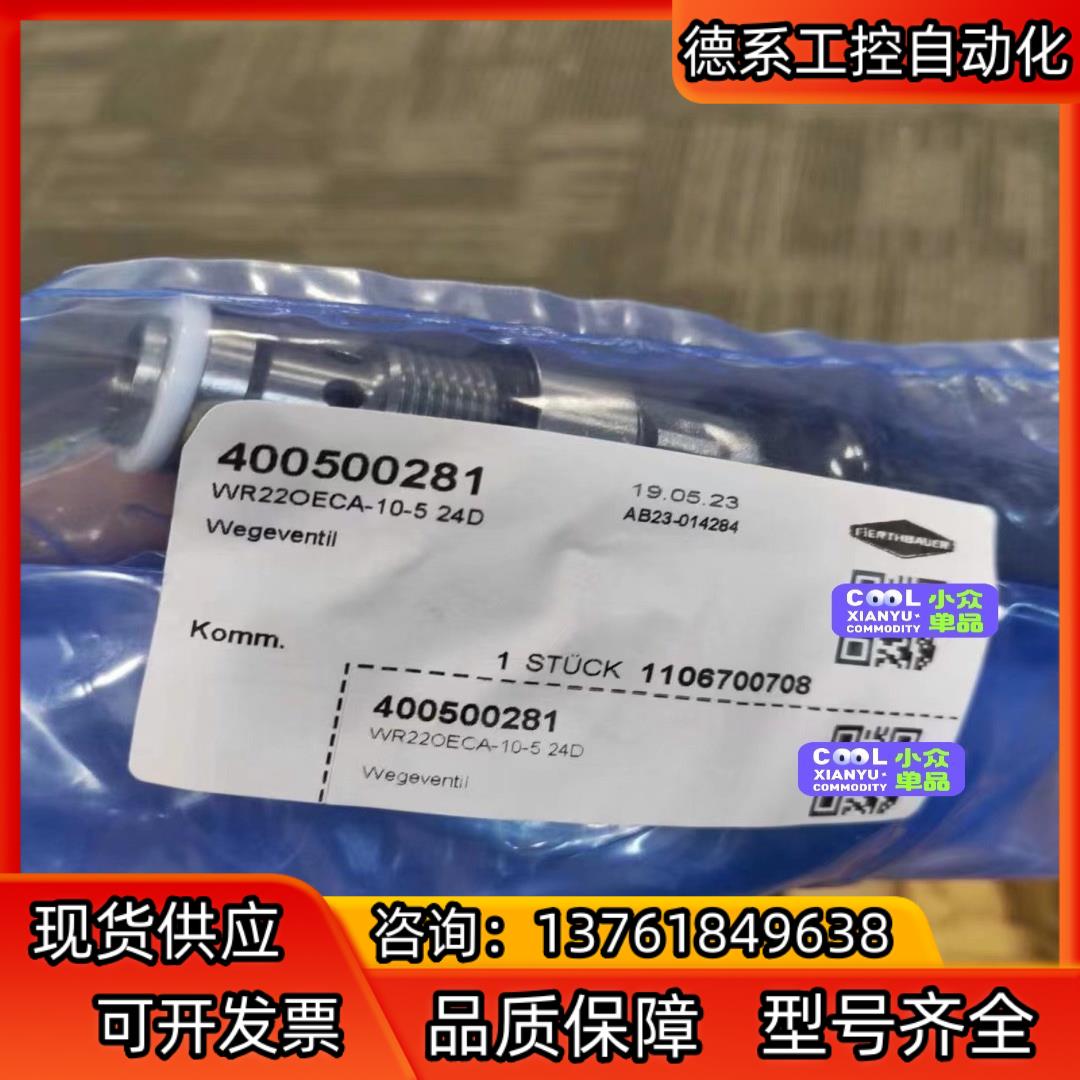 德系工控自动化
400500281
WR22OECA-10-5 24D
Wegeventil
19.05.23
AB23-014284
FIERTHBAUER
COOL 小众
XIANYU 单品
COMMODITY
Komm.
1 STÜCK 1106700708
400500281
WR22OECA-10-5 24D
Wegeventil
COOL 小众
XIANYU 单品
COMMODITY
现货供应
咨询：13761849638
可开发票 品质保障 型号齐全